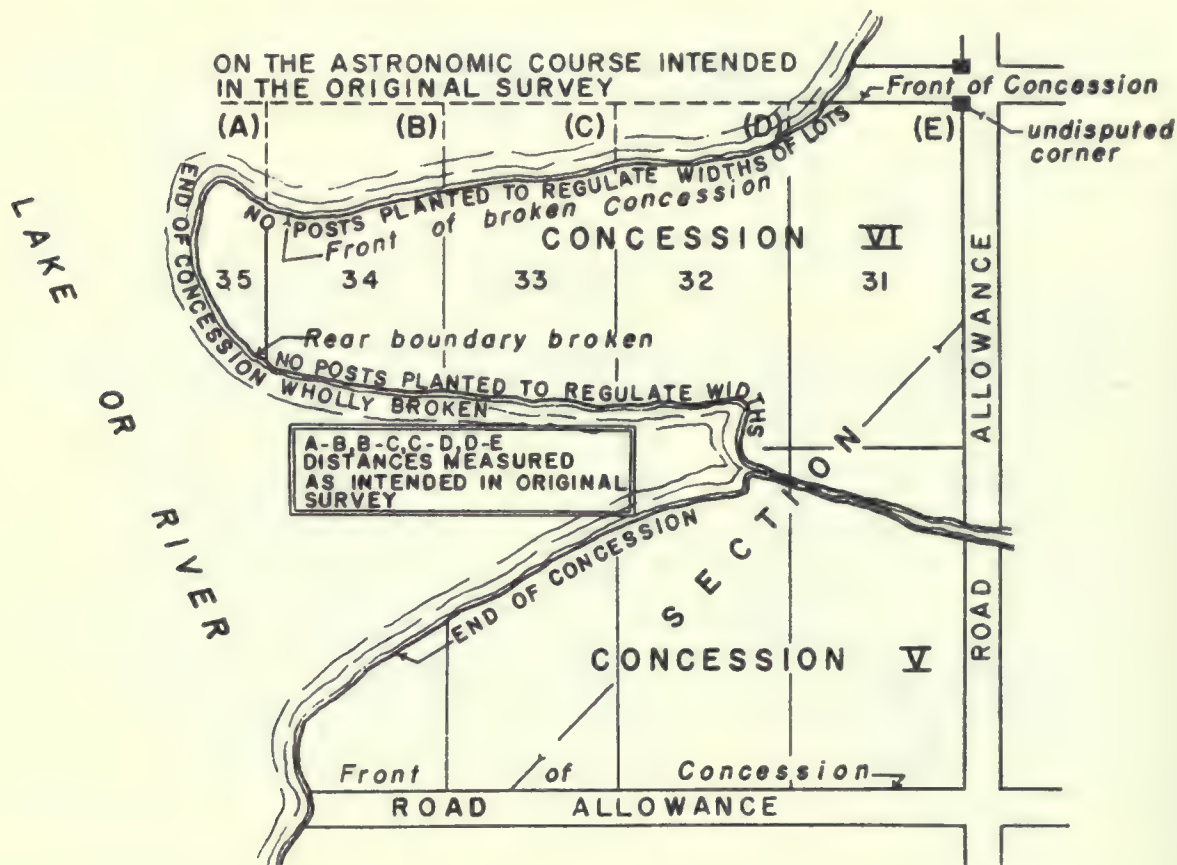 ON THE ASTRONOMIC COURSE INTENDED
IN THE ORIGINAL SURVEY
Front of Concession
(A) (B) (C) (D) (E)
undisputed
corner
END OF CONCESSION WHOLLY BROKEN
NO POSTS PLANTED TO REGULATE WIDTHS OF LOTS
Front of broken Concession
CONCESSION VI
LAKE OR RIVER
35 34 33 32 31
Rear boundary broken
NO POSTS PLANTED TO REGULATE WIDTHS
A-B, B-C, C-D, D-E
DISTANCES MEASURED
AS INTENDED IN ORIGINAL
SURVEY
SECTION
ROAD ALLOWANCE
END OF CONCESSION
CONCESSION V
Front of Concession
ROAD ALLOWANCE